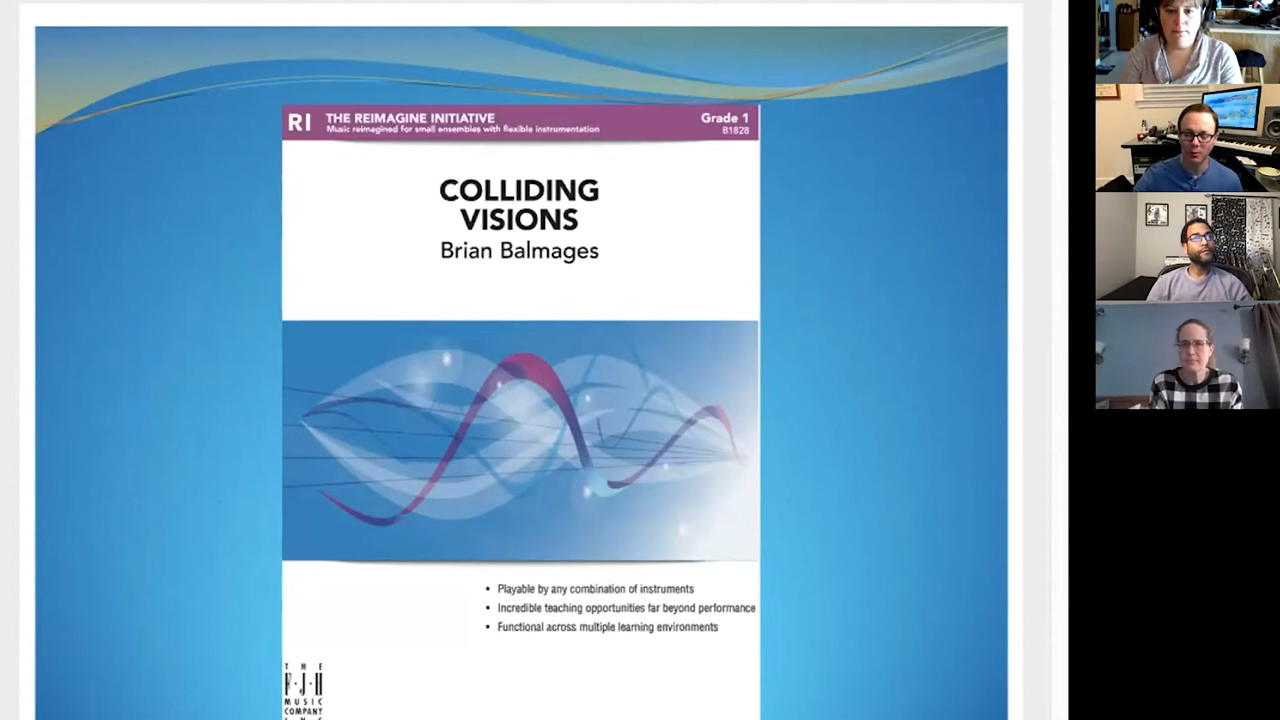 RI
THE REIMAGINE INITIATIVE
Music reimagined for small ensembles with flexible instrumentation
Grade 1
B1828
COLLIDING
VISIONS
Brian Balmages
• Playable by any combination of instruments
• Incredible teaching opportunities far beyond performance
• Functional across multiple learning environments
THE
F·J·H
MUSIC
COMPANY